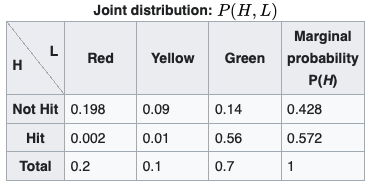 Joint distribution: P(H, L)
L
H
Red
Yellow
Green
Marginal
probability
P(H)
Not Hit 0.198 0.09 0.14 0.428
Hit 0.002 0.01 0.56 0.572
Total 0.2 0.1 0.7 1